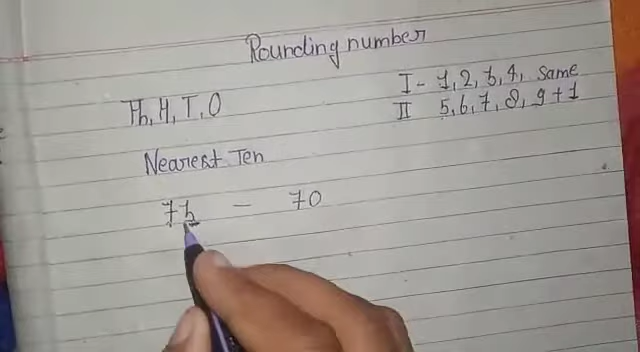 Rounding number
I - 1, 2, 3, 4, same
II 5, 6, 7, 8, 9 + 1
Th, H, T, O
Nearest Ten
73 - 70